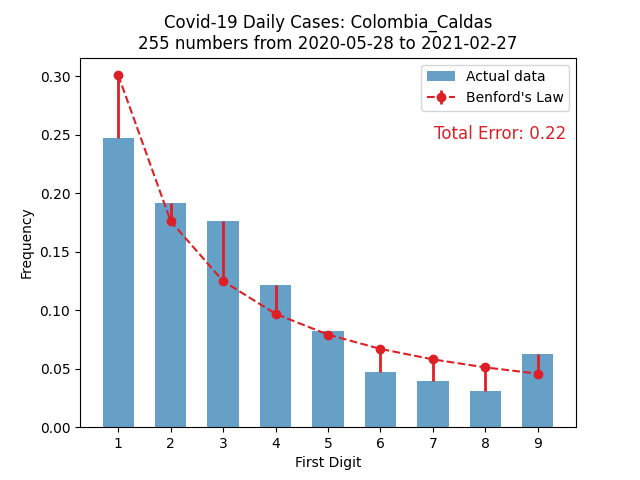 Covid-19 Daily Cases: Colombia_Caldas
255 numbers from 2020-05-28 to 2021-02-27
Actual data
Benford's Law
Total Error: 0.22
Frequency
0.30
0.25
0.20
0.15
0.10
0.05
0.00
1 2 3 4 5 6 7 8 9
First Digit